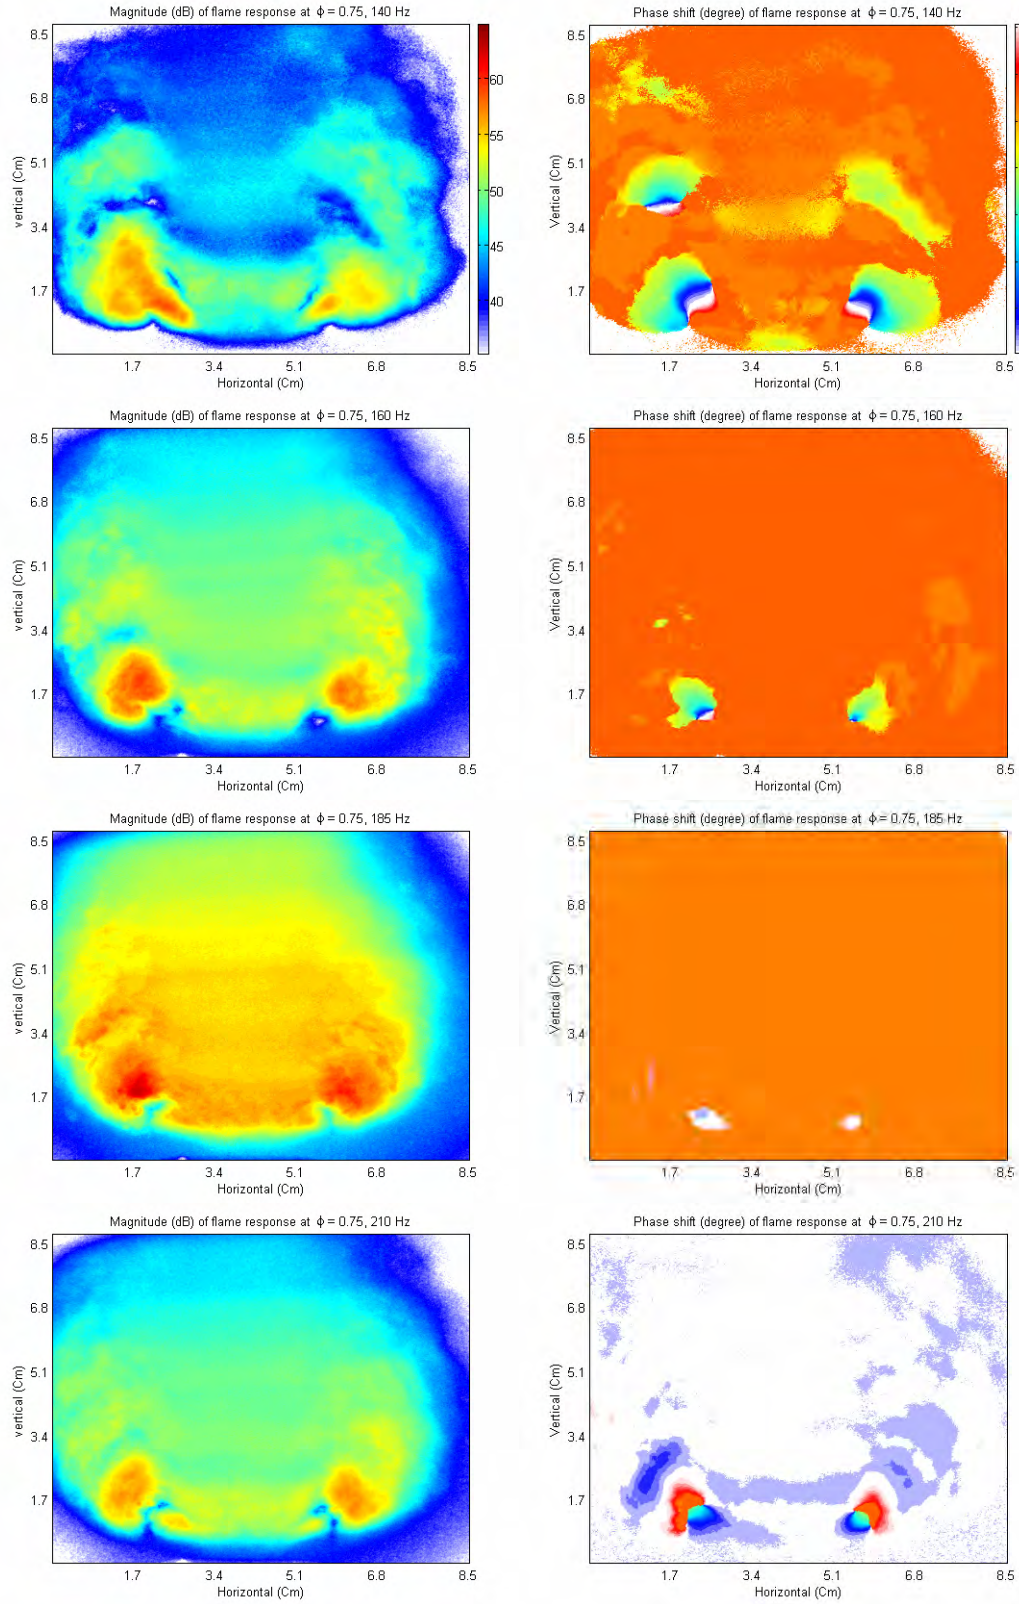 Magnitude (dB) of flame response at ϕ = 0.75, 140 Hz
8.5
6.8
5.1
3.4
1.7
vertical (Cm)
1.7 3.4 5.1 6.8 8.5
Horizontal (Cm)
60
55
50
45
40
Phase shift (degree) of flame response at ϕ = 0.75, 140 Hz
8.5
6.8
5.1
3.4
1.7
Vertical (Cm)
1.7 3.4 5.1 6.8 8.5
Horizontal (Cm)
Magnitude (dB) of flame response at ϕ = 0.75, 160 Hz
8.5
6.8
5.1
3.4
1.7
vertical (Cm)
1.7 3.4 5.1 6.8 8.5
Horizontal (Cm)
Phase shift (degree) of flame response at ϕ = 0.75, 160 Hz
8.5
6.8
5.1
3.4
1.7
Vertical (Cm)
1.7 3.4 5.1 6.8 8.5
Horizontal (Cm)
Magnitude (dB) of flame response at ϕ = 0.75, 185 Hz
8.5
6.8
5.1
3.4
1.7
vertical (Cm)
1.7 3.4 5.1 6.8 8.5
Horizontal (Cm)
Phase shift (degree) of flame response at ϕ = 0.75, 185 Hz
8.5
6.8
5.1
3.4
1.7
Vertical (Cm)
1.7 3.4 5.1 6.8 8.5
Horizontal (Cm)
Magnitude (dB) of flame response at ϕ = 0.75, 210 Hz
8.5
6.8
5.1
3.4
1.7
vertical (Cm)
1.7 3.4 5.1 6.8 8.5
Horizontal (Cm)
Phase shift (degree) of flame response at ϕ = 0.75, 210 Hz
8.5
6.8
5.1
3.4
1.7
Vertical (Cm)
1.7 3.4 5.1 6.8 8.5
Horizontal (Cm)